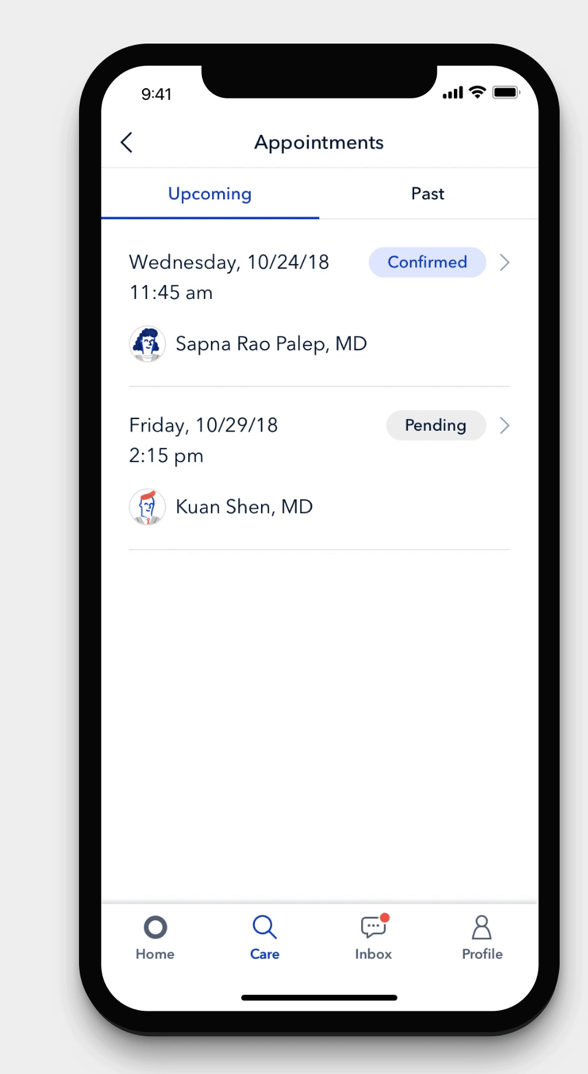 9:41
Appointments
Upcoming Past
Wednesday, 10/24/18 Confirmed
11:45 am
Sapna Rao Palep, MD
Friday, 10/29/18 Pending
2:15 pm
Kuan Shen, MD
Home Care Inbox Profile